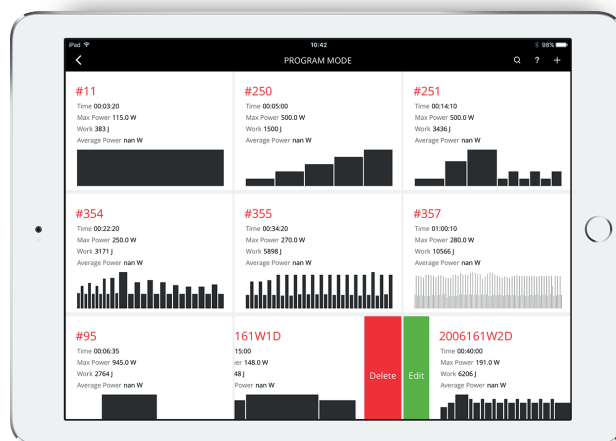 iPad 10:42 98%
PROGRAM MODE ?  +
#11
Time 00:03:20
Max Power 115.0 W
Work 383 J
Average Power nan W
#250
Time 00:05:00
Max Power 500.0 W
Work 1500 J
Average Power nan W
#251
Time 00:14:10
Max Power 500.0 W
Work 3436 J
Average Power nan W
#354
Time 00:22:20
Max Power 250.0 W
Work 3171 J
Average Power nan W
#355
Time 00:34:20
Max Power 270.0 W
Work 5898 J
Average Power nan W
#357
Time 01:00:10
Max Power 280.0 W
Work 10566 J
Average Power nan W
#95
Time 00:06:35
Max Power 945.0 W
Work 2764 J
Average Power nan W
161W1D
15:00
er 148.0 W
48 J
Power nan W
Delete
Edit
2006161W2D
Time 00:40:00
Max Power 191.0 W
Work 6206 J
Average Power nan W